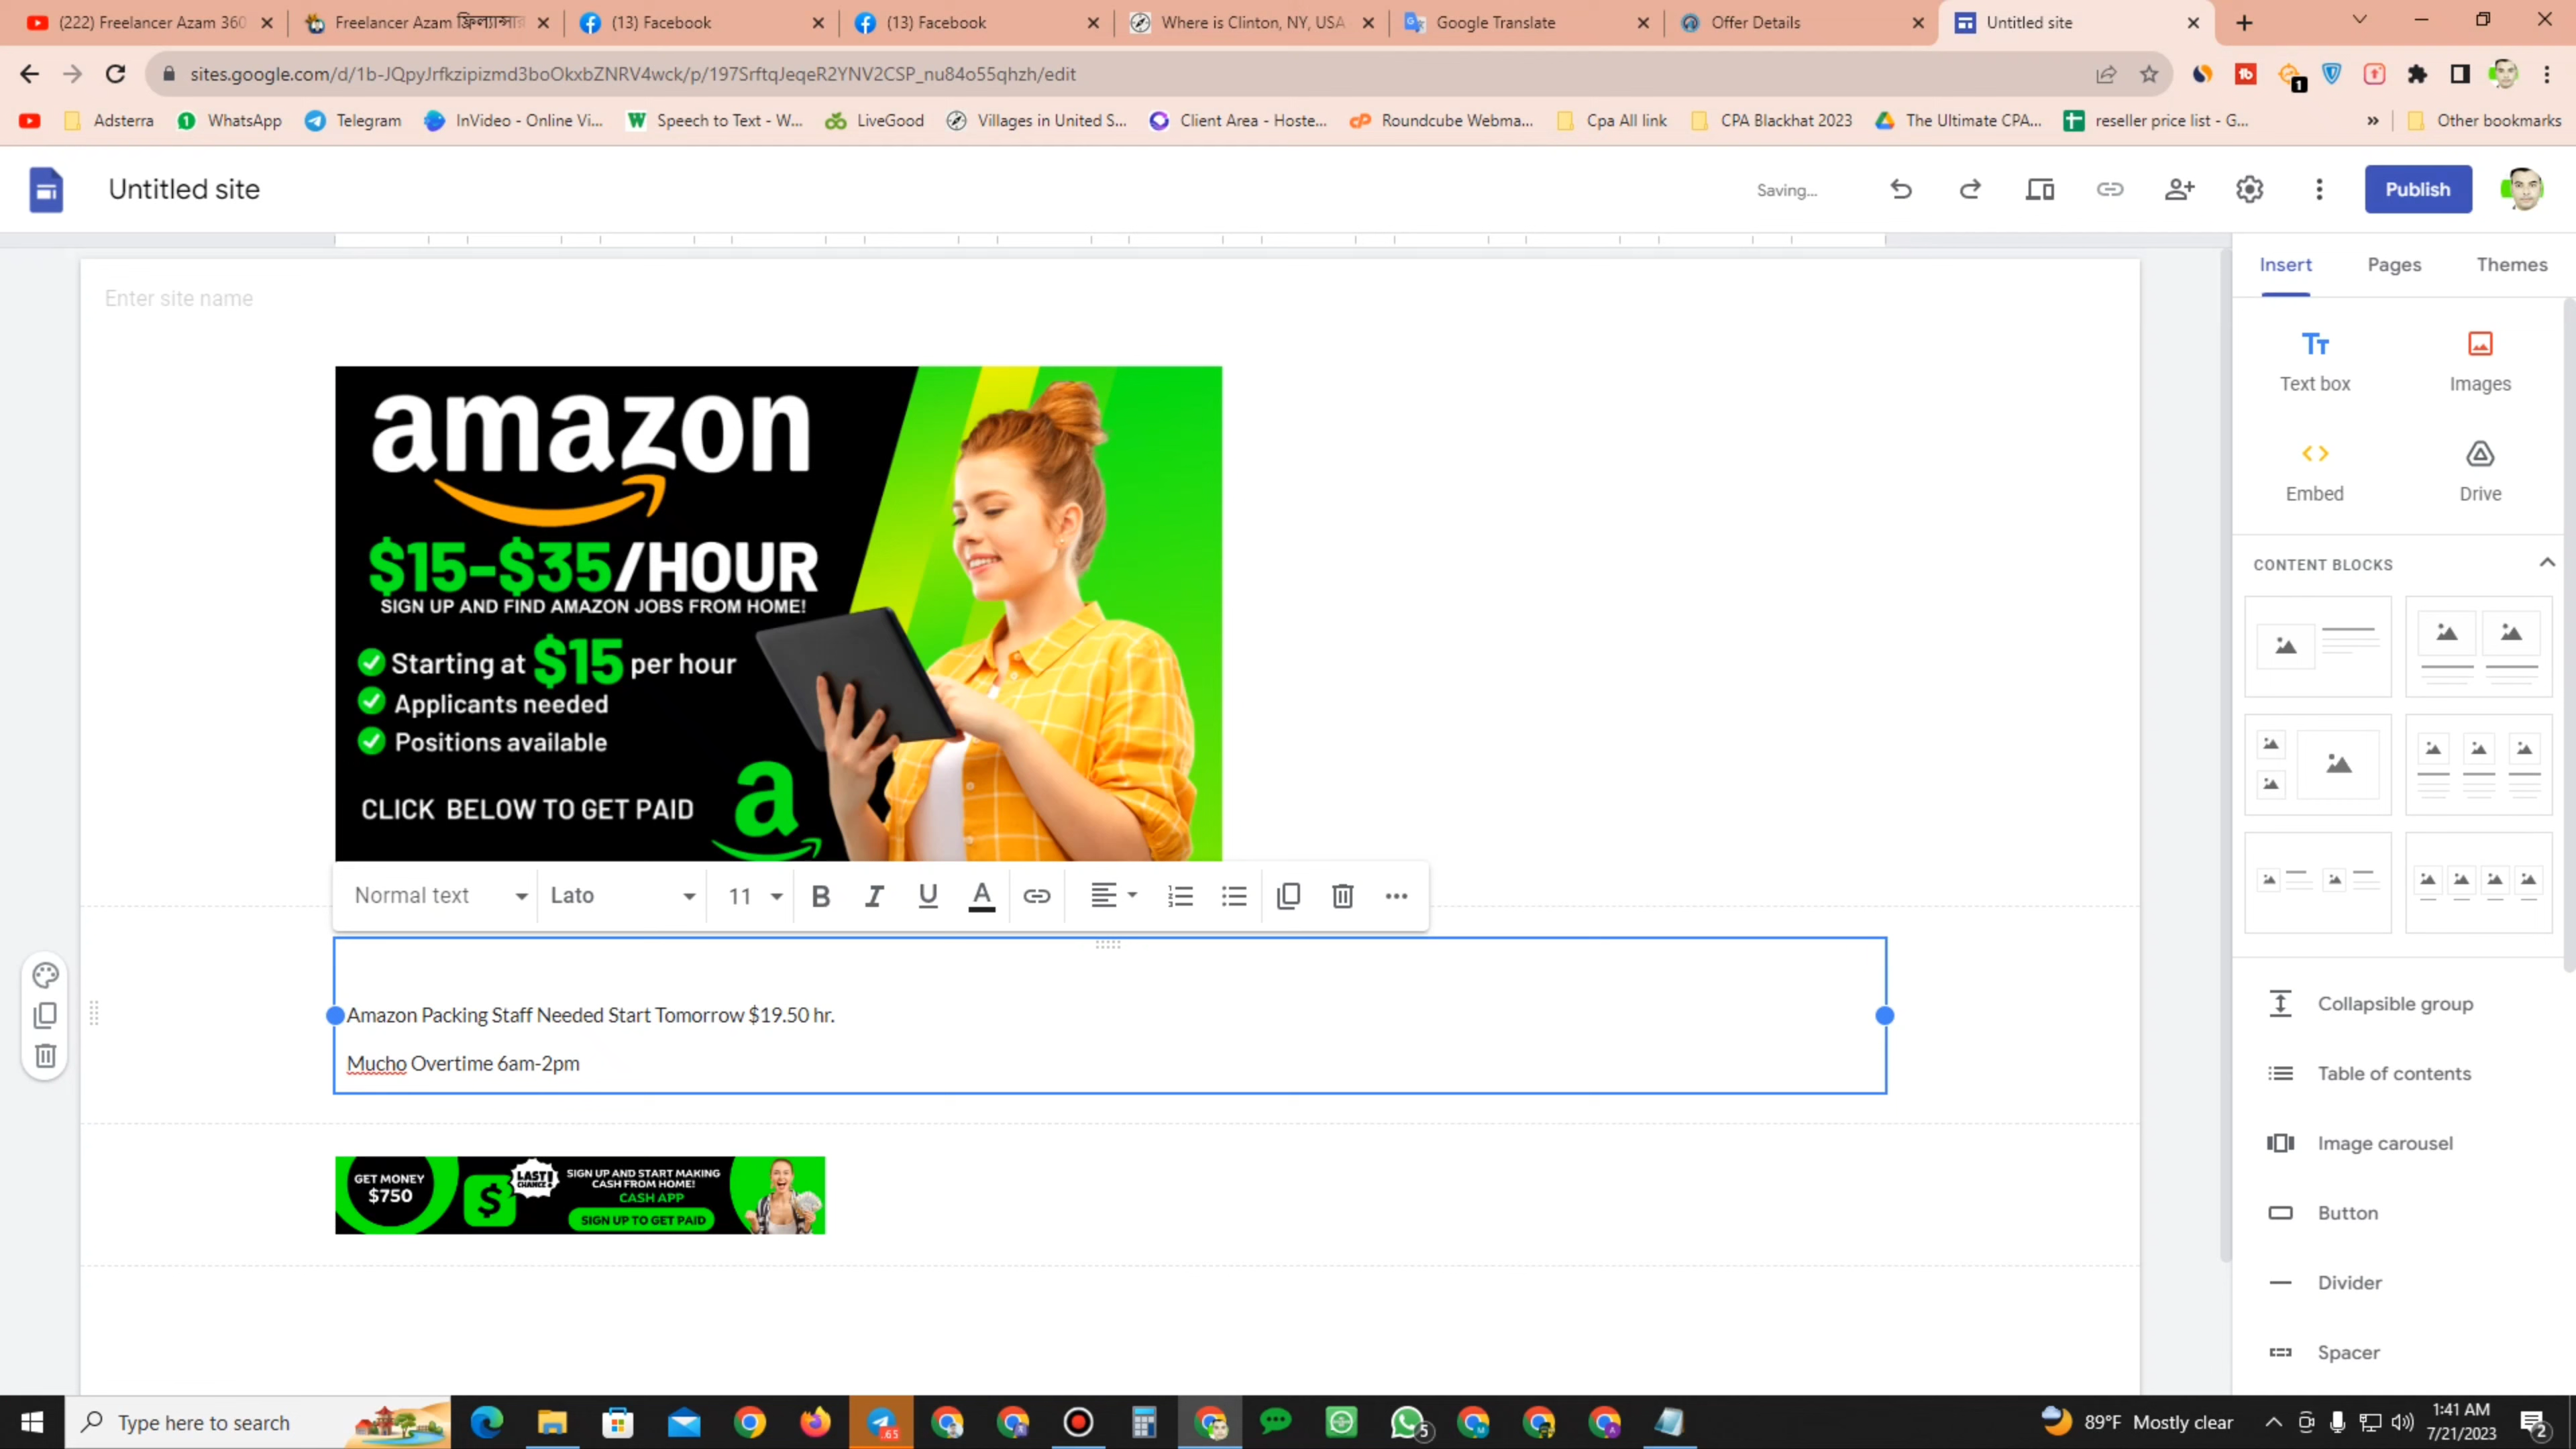 (222) Freelancer Azam 360
Freelancer Azam ফ্রিল্যান্সার
(13) Facebook
(13) Facebook
Where is Clinton, NY, USA
Google Translate
Offer Details
Untitled site
sites.google.com/d/1b-JQpyJrfkzipizmd3boOkxbZNRV4wck/p/197SrftqJeqeR2YNV2CSP_nu84o55qhzh/edit
1
Adsterra
1 WhatsApp
Telegram
InVideo - Online Vi...
W Speech to Text - W...
LiveGood
Villages in United S...
Client Area - Hoste...
cP Roundcube Webma...
Cpa All link
CPA Blackhat 2023
The Ultimate CPA...
reseller price list - G...
»
Other bookmarks
Untitled site
Saving...
Publish
Insert
Pages
Themes
Enter site name
Tт
Text box
Images
<>
Embed
Drive
CONTENT BLOCKS
amazon
$15-$35/HOUR
SIGN UP AND FIND AMAZON JOBS FROM HOME!
Starting at $15 per hour
Applicants needed
Positions available
CLICK BELOW TO GET PAID
a
Normal text
Lato
11
B
I
U
A
Amazon Packing Staff Needed Start Tomorrow $19.50 hr.
Mucho Overtime 6am-2pm
GET MONEY
$750
$
LAST
CHANCE!
SIGN UP AND START MAKING
CASH FROM HOME!
CASH APP
SIGN UP TO GET PAID
Collapsible group
Table of contents
Image carousel
Button
Divider
Spacer
Type here to search
.65
5
89°F Mostly clear
1:41 AM
7/21/2023
2